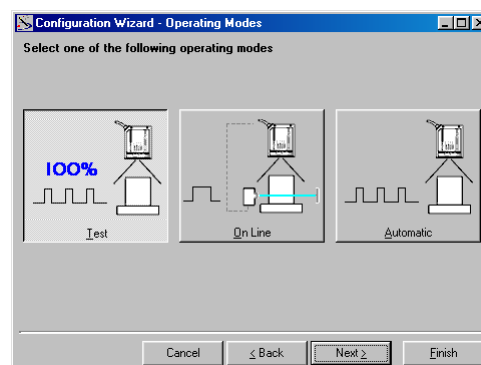 Configuration Wizard - Operating Modes
Select one of the following operating modes
100%
Test
On Line
Automatic
Cancel
< Back
Next >
Finish